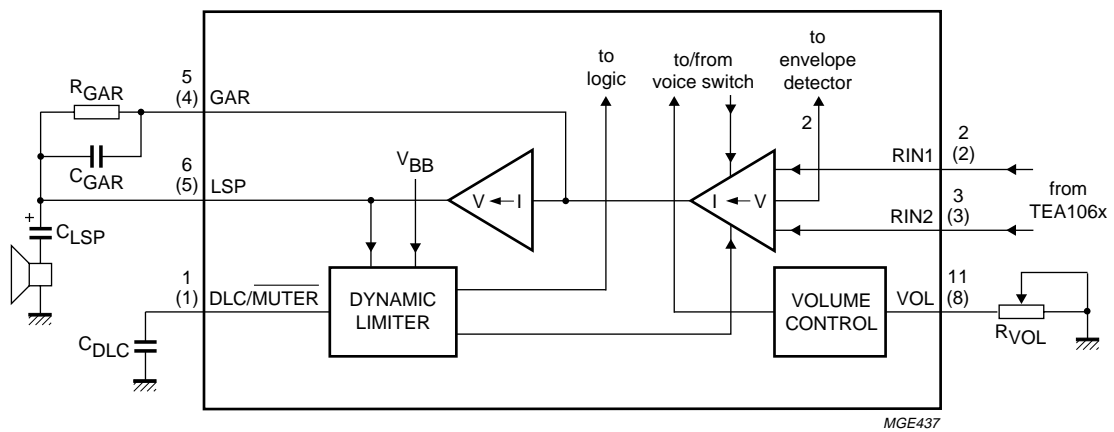 to
logic
to/from
voice switch
to
envelope
detector
5
(4)
GAR
RGAR
CGAR
6
(5)
LSP
VBB
V ← I
I ← V
2
RIN1
2
(2)
RIN2
3
(3)
from
TEA106x
+
CLSP
1
(1)
DLC/MUTER
CDLC
DYNAMIC
LIMITER
VOLUME
CONTROL
VOL
11
(8)
RVOL
MGE437